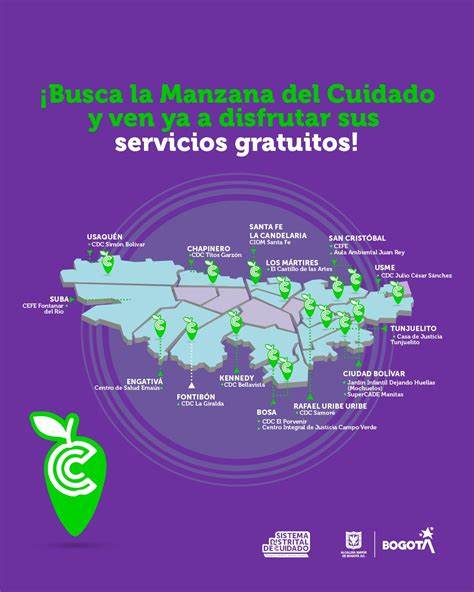 ¡Busca la Manzana del Cuidado
y ven ya a disfrutar sus
servicios gratuitos!
SANTA FE
LA CANDELARIA
CIOM Santa Fe
USAQUÉN
CDC Simón Bolívar
CHAPINERO
CDC Titos Garzón
LOS MÁRTIRES
El Castillo de las Artes
SAN CRISTÓBAL
CEFE
Aula Ambiental Juan Rey
USME
CDC Julio César Sánchez
SUBA
CEFE Fontanar
del Río
TUNJUELITO
Casa de Justicia
Tunjuelito
ENGATIVÁ
Centro de Salud Emaús
FONTIBÓN
CDC La Giralda
KENNEDY
CDC Bellavista
BOSA
CDC El Porvenir
Centro Integral de Justicia Campo Verde
RAFAEL URIBE URIBE
CDC Samoré
CIUDAD BOLÍVAR
Jardín Infantil Dejando Huellas
(Mochuelos)
SuperCADE Manitas
SISTEMA
DISTRITAL
DE CUIDADO
ALCALDÍA MAYOR
DE BOGOTÁ D.C.
BOGOTÁ